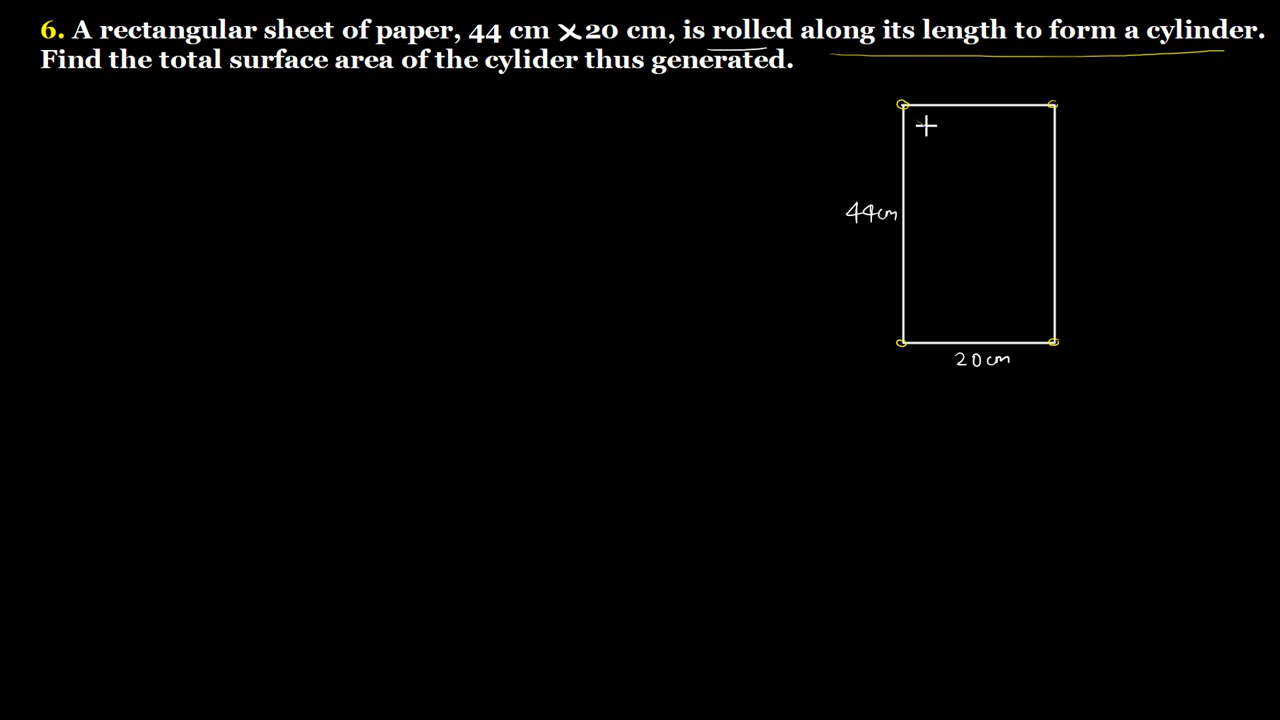 6. A rectangular sheet of paper, 44 cm ×20 cm, is rolled along its length to form a cylinder.
Find the total surface area of the cylider thus generated.
44cm
20cm